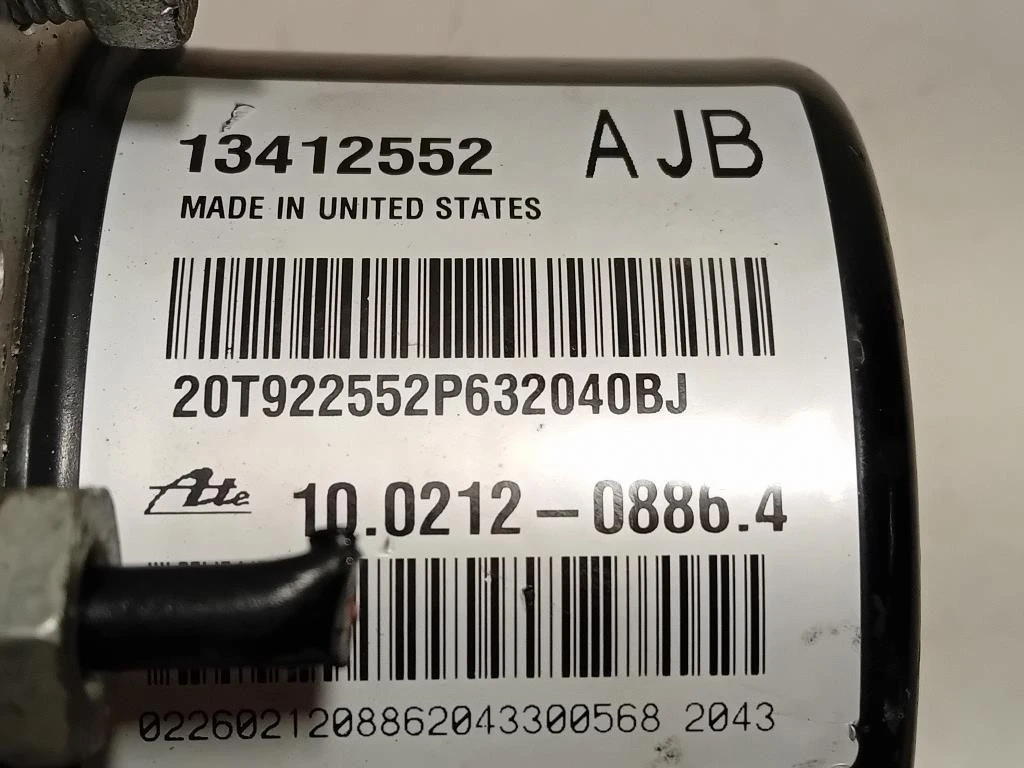 13412552 AJB
MADE IN UNITED STATES
20T922552P632040BJ
Ate 10.0212-0886.4
0226021208862043300568 2043